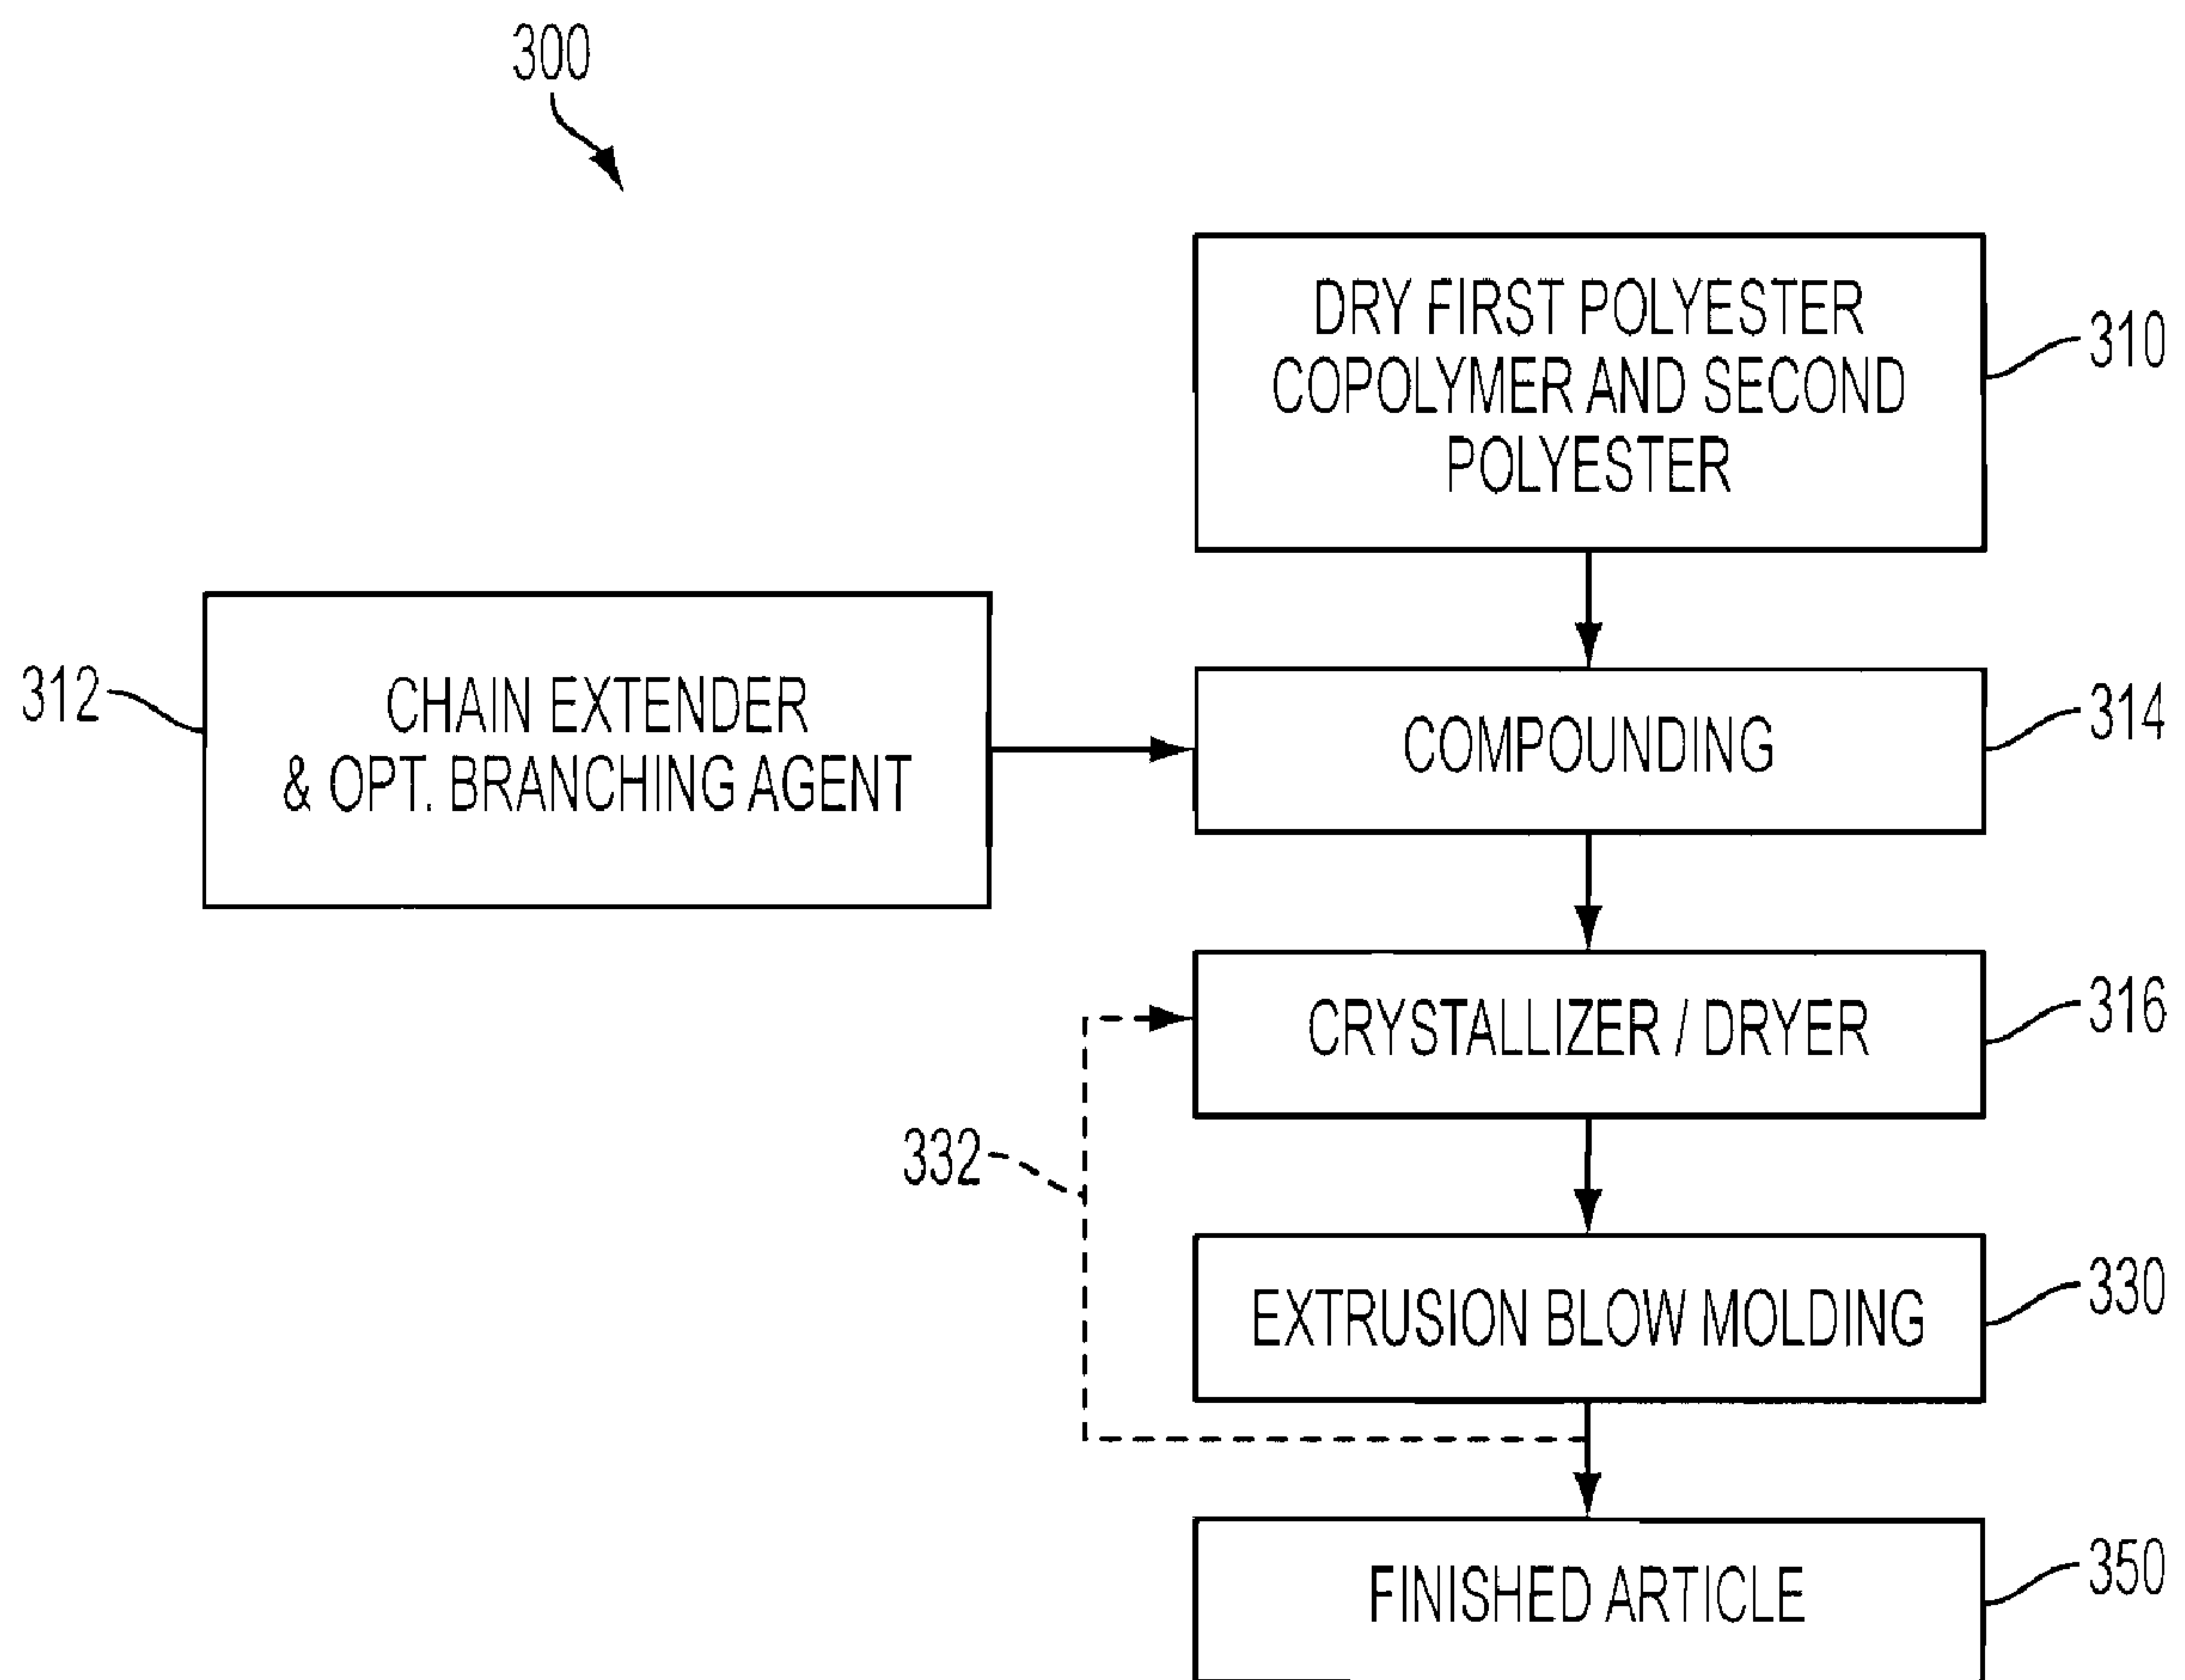 300
DRY FIRST POLYESTER
COPOLYMER AND SECOND
POLYESTER
310
CHAIN EXTENDER
& OPT. BRANCHING AGENT
312
COMPOUNDING
314
CRYSTALLIZER / DRYER
316
332
EXTRUSION BLOW MOLDING
330
FINISHED ARTICLE
350